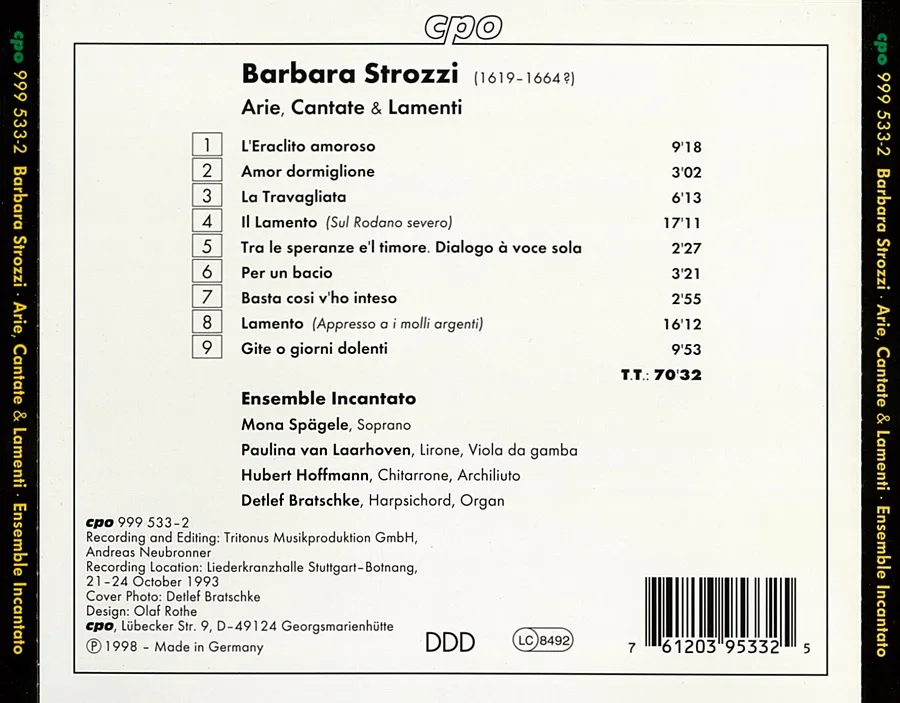 cpo
Barbara Strozzi (1619-1664?)
Arie, Cantate & Lamenti
1 L'Eraclito amoroso 9'18
2 Amor dormiglione 3'02
3 La Travagliata 6'13
4 Il Lamento (Sul Rodano severo) 17'11
5 Tra le speranze e'l timore. Dialogo à voce sola 2'27
6 Per un bacio 3'21
7 Basta cosi v'ho inteso 2'55
8 Lamento (Appresso a i molli argenti) 16'12
9 Gite o giorni dolenti 9'53
T.T.: 70'32
Ensemble Incantato
Mona Spägele, Soprano
Paulina van Laarhoven, Lirone, Viola da gamba
Hubert Hoffmann, Chitarrone, Archiliuto
Detlef Bratschke, Harpsichord, Organ
cpo 999 533-2
Recording and Editing: Tritonus Musikproduktion GmbH,
Andreas Neubronner
Recording Location: Liederkranzhalle Stuttgart-Botnang,
21-24 October 1993
Cover Photo: Detlef Bratschke
Design: Olaf Rothe
cpo, Lübecker Str. 9, D-49124 Georgsmarienhütte
Ⓟ 1998 - Made in Germany
DDD
LC 8492
7 61203 95332 5
cpo 999 533-2 Barbara Strozzi · Arie, Cantate & Lamenti · Ensemble Incantato
cpo 999 533-2 Barbara Strozzi · Arie, Cantate & Lamenti · Ensemble Incantato